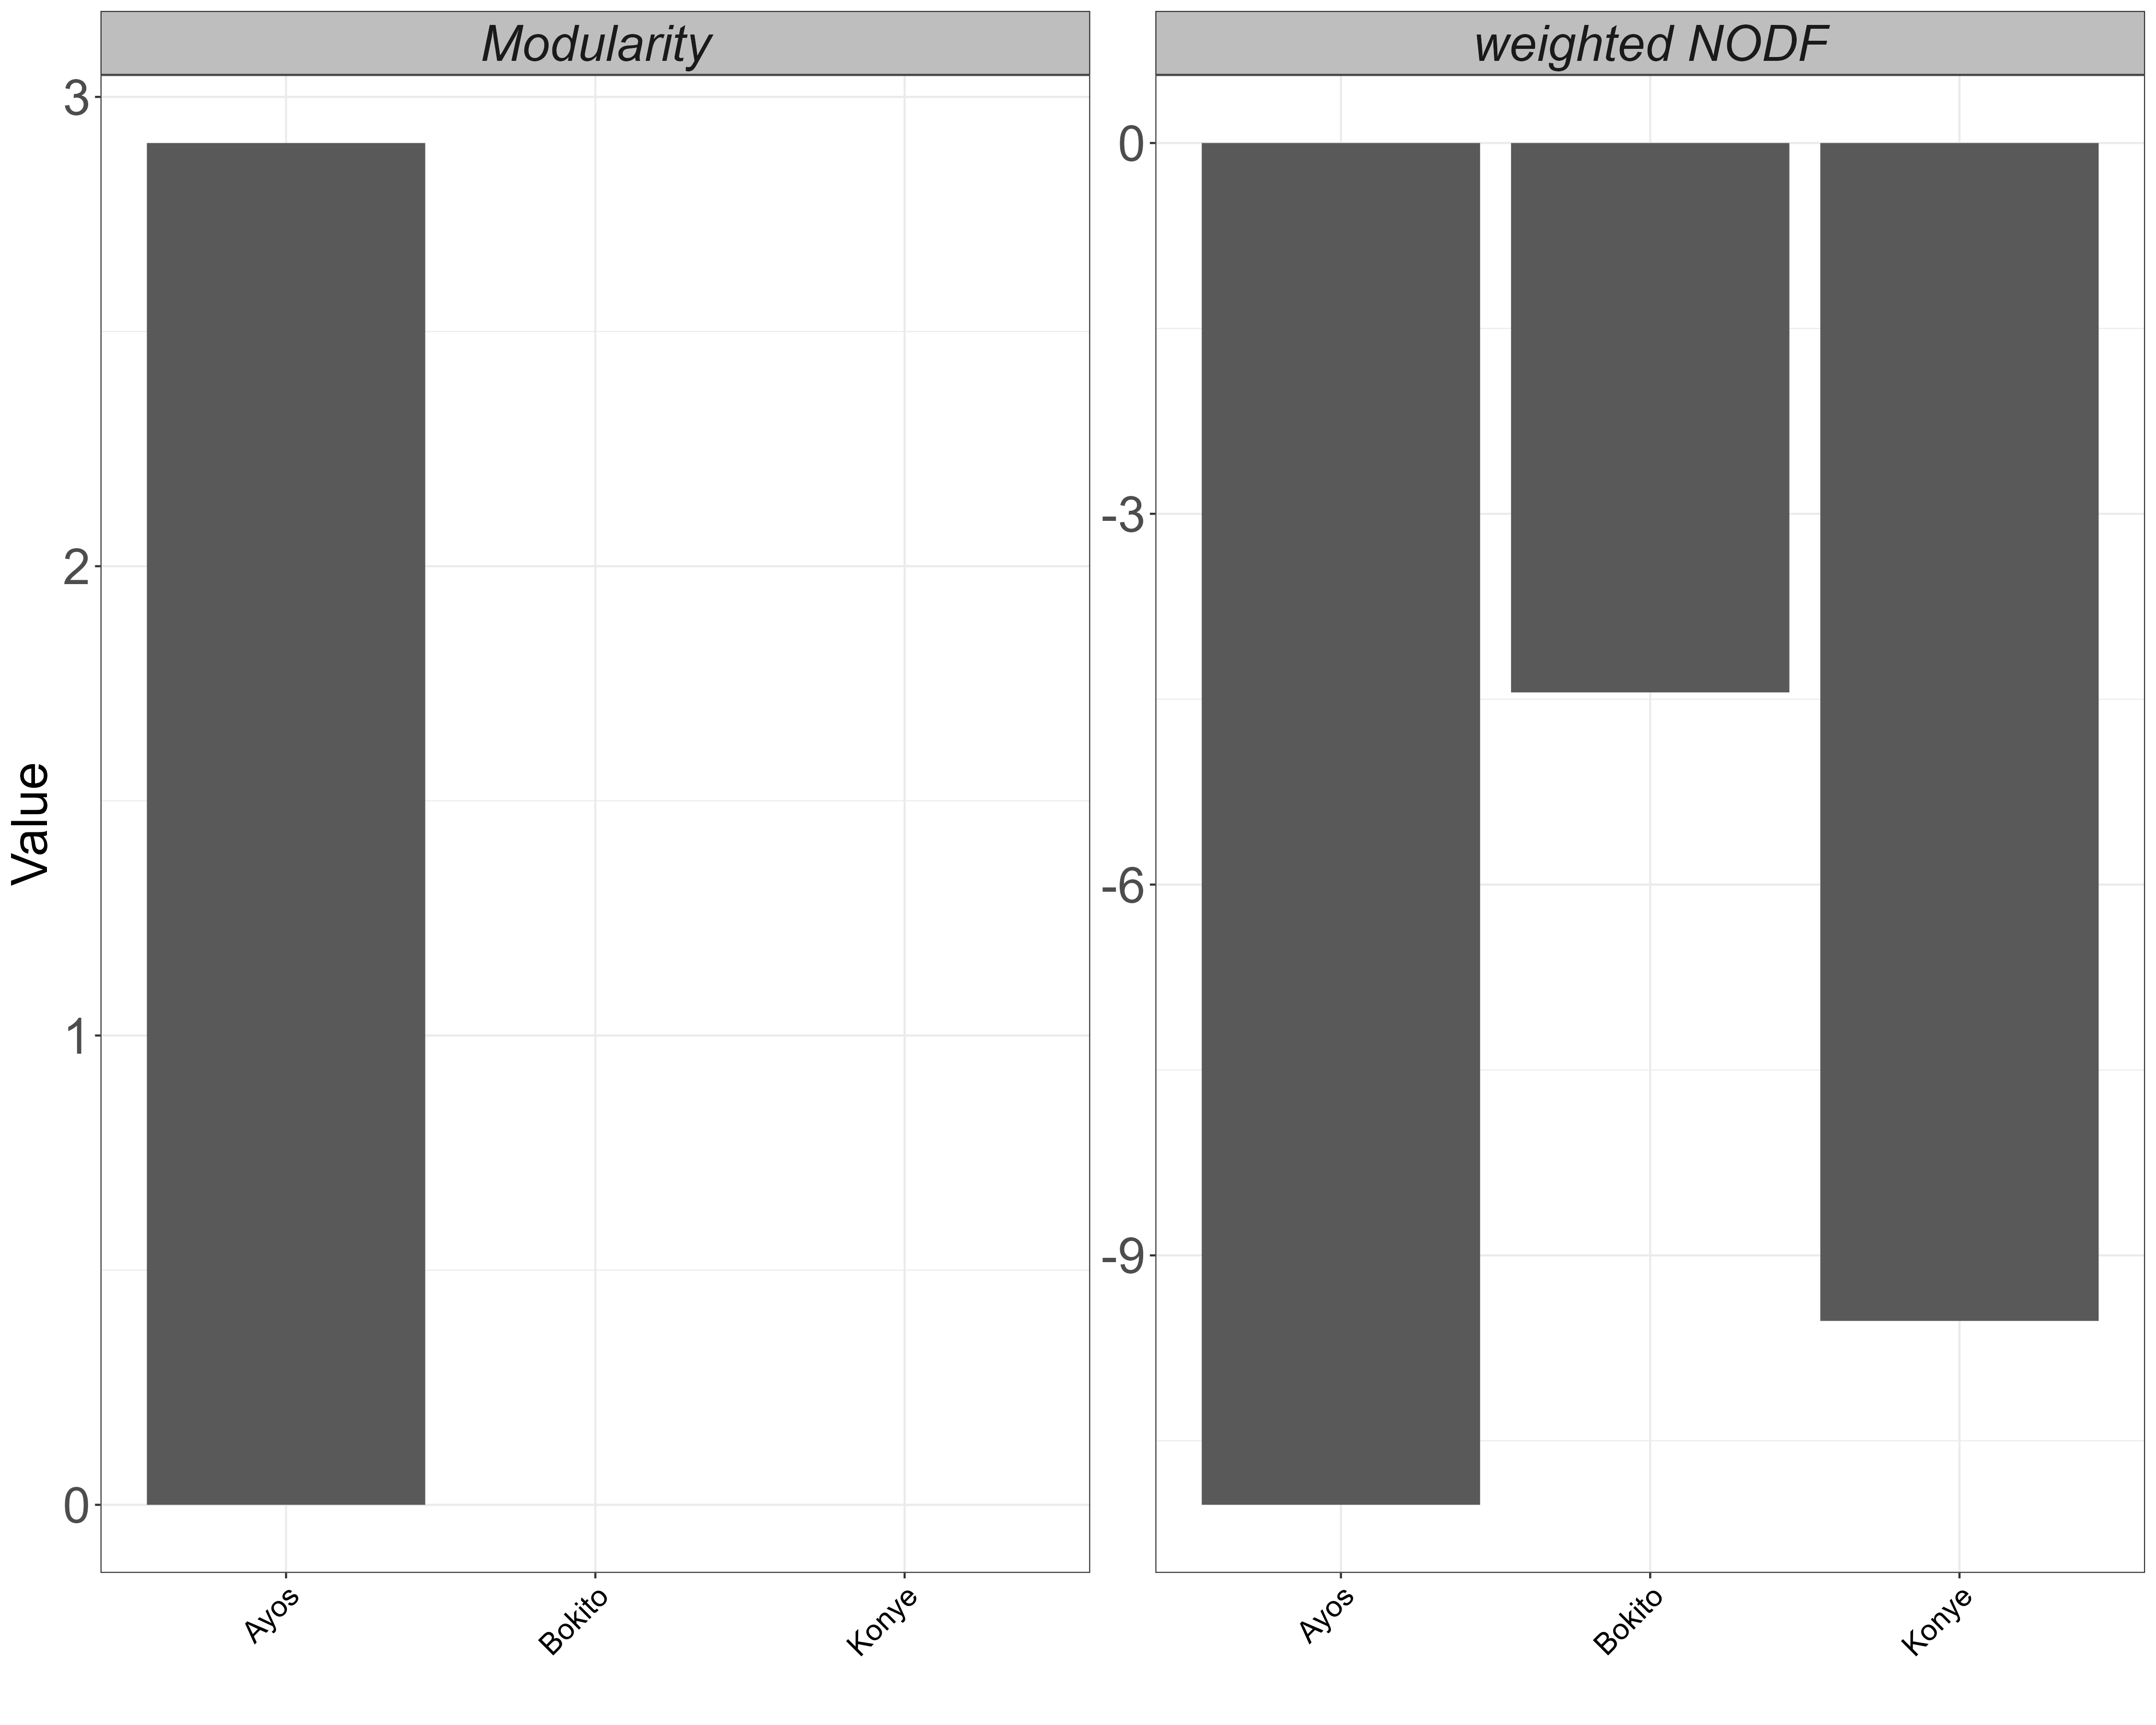 Modularity
weighted NODF
Value
3
2
1
0
0
-3
-6
-9
Ayos
Bokito
Konye
Ayos
Bokito
Konye